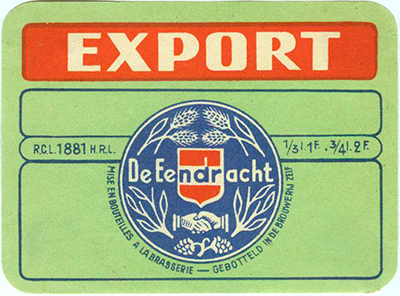 EXPORT
R.C.L. 1881 H.R.L.
De Eendracht
1/3 l. 1 F. - 3/4 l. 2 F.
MISE EN BOUTEILLES A LA BRASSERIE — GEBOTTELD IN DE BROUWERIJ ZELF